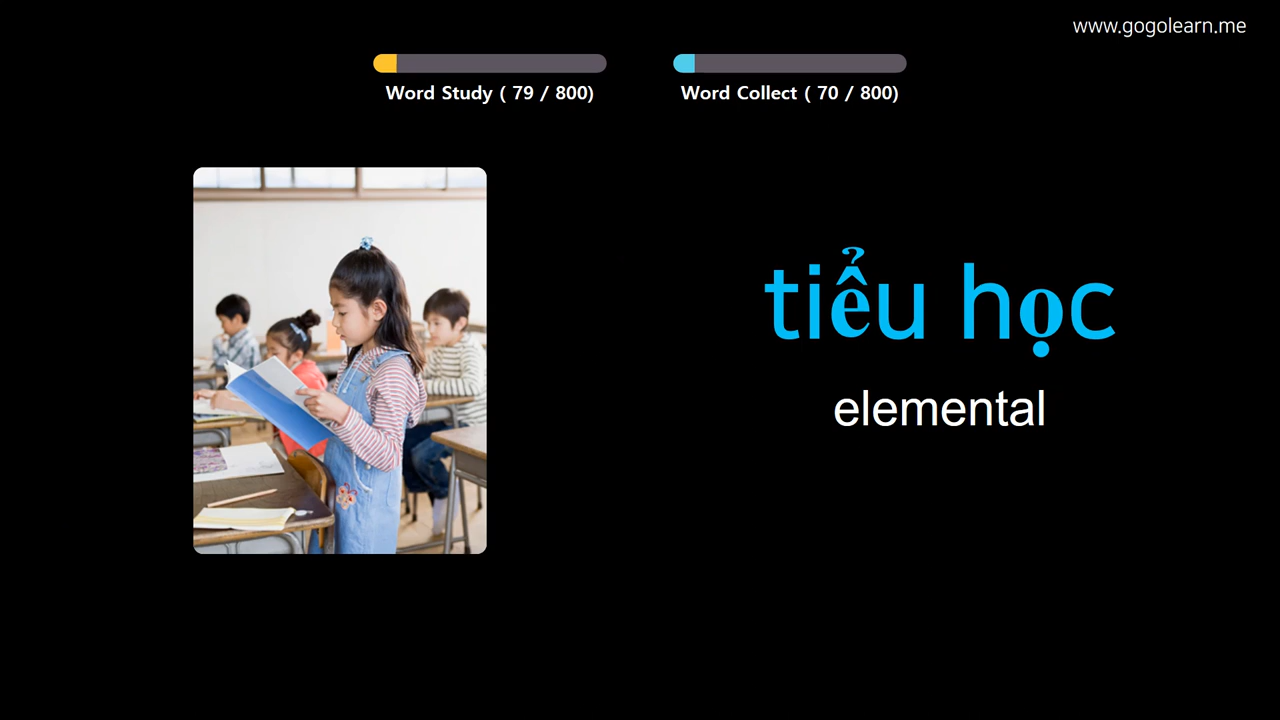 www.gogolearn.me
Word Study ( 79 / 800)
Word Collect ( 70 / 800)
tiểu học
elemental